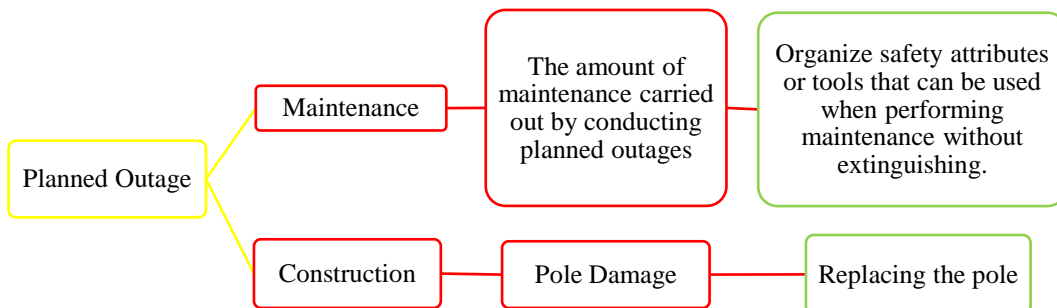 Planned Outage
Maintenance
The amount of
maintenance carried
out by conducting
planned outages
Organize safety attributes
or tools that can be used
when performing
maintenance without
extinguishing.
Construction
Pole Damage
Replacing the pole